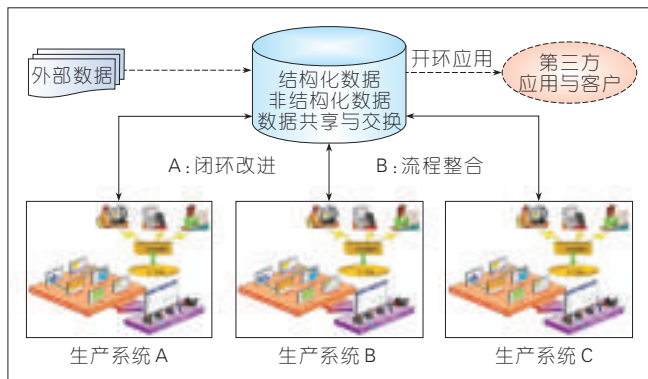 外部数据
结构化数据
非结构化数据
数据共享与交换
开环应用
第三方
应用与客户
A:闭环改进
B:流程整合
生产系统 A
生产系统 B
生产系统 C